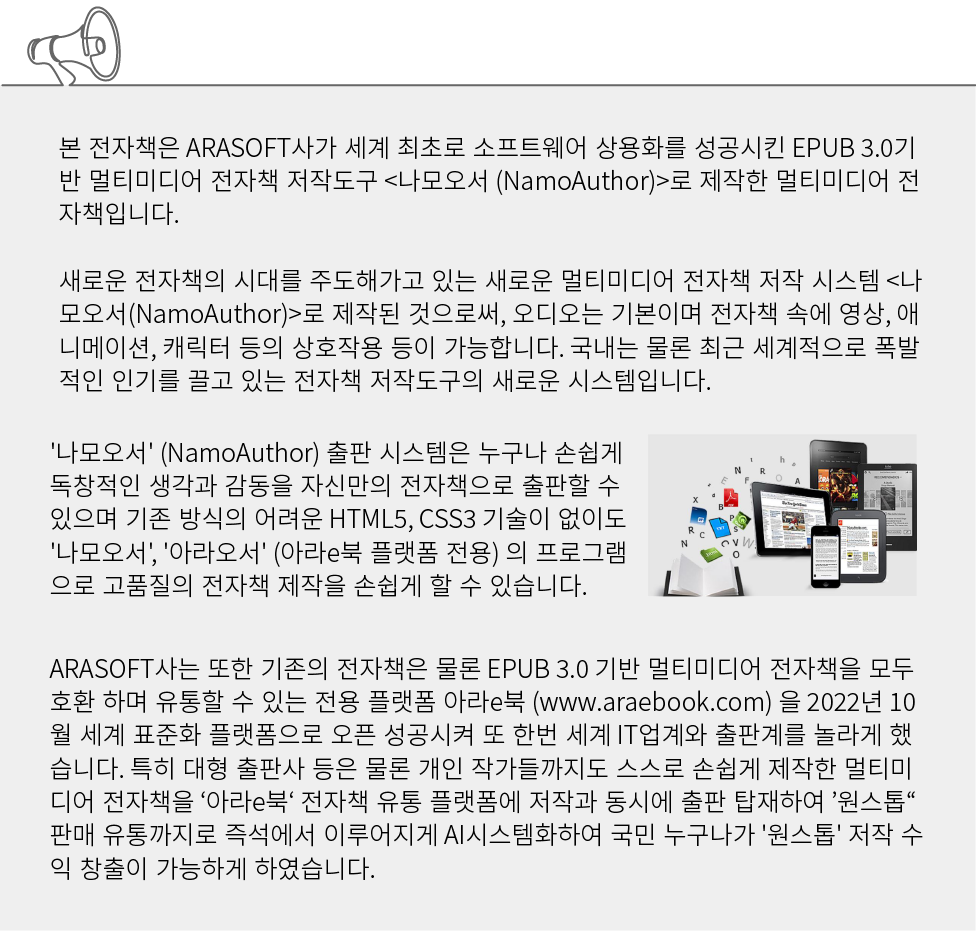 본 전자책은 ARASOFT사가 세계 최초로 소프트웨어 상용화를 성공시킨 EPUB 3.0기
반 멀티미디어 전자책 저작도구 <나모오서 (NamoAuthor)>로 제작한 멀티미디어 전
자책입니다.
새로운 전자책의 시대를 주도해가고 있는 새로운 멀티미디어 전자책 저작 시스템 <나
모오서(NamoAuthor)>로 제작된 것으로써, 오디오는 기본이며 전자책 속에 영상, 애
니메이션, 캐릭터 등의 상호작용 등이 가능합니다. 국내는 물론 최근 세계적으로 폭발
적인 인기를 끌고 있는 전자책 저작도구의 새로운 시스템입니다.
'나모오서' (NamoAuthor) 출판 시스템은 누구나 손쉽게
독창적인 생각과 감동을 자신만의 전자책으로 출판할 수
있으며 기존 방식의 어려운 HTML5, CSS3 기술이 없이도
'나모오서', '아라오서' (아라e북 플랫폼 전용) 의 프로그램
으로 고품질의 전자책 제작을 손쉽게 할 수 있습니다.
ARASOFT사는 또한 기존의 전자책은 물론 EPUB 3.0 기반 멀티미디어 전자책을 모두
호환 하며 유통할 수 있는 전용 플랫폼 아라e북 (www.araebook.com) 을 2022년 10
월 세계 표준화 플랫폼으로 오픈 성공시켜 또 한번 세계 IT업계와 출판계를 놀라게 했
습니다. 특히 대형 출판사 등은 물론 개인 작가들까지도 스스로 손쉽게 제작한 멀티미
디어 전자책을 ‘아라e북‘ 전자책 유통 플랫폼에 저작과 동시에 출판 탑재하여 ’원스톱“
판매 유통까지로 즉석에서 이루어지게 AI시스템화하여 국민 누구나가 '원스톱' 저작 수
익 창출이 가능하게 하였습니다.